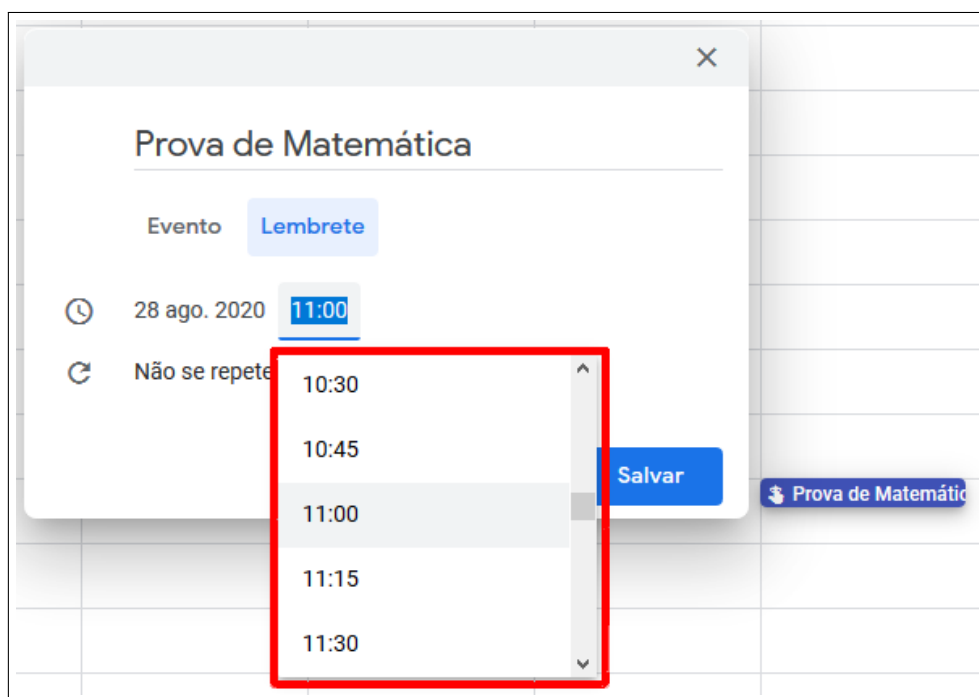 Prova de Matemática
Evento Lembrete
28 ago. 2020 11:00
Não se repete
10:30
10:45
11:00
11:15
11:30
Salvar
Prova de Matemátic